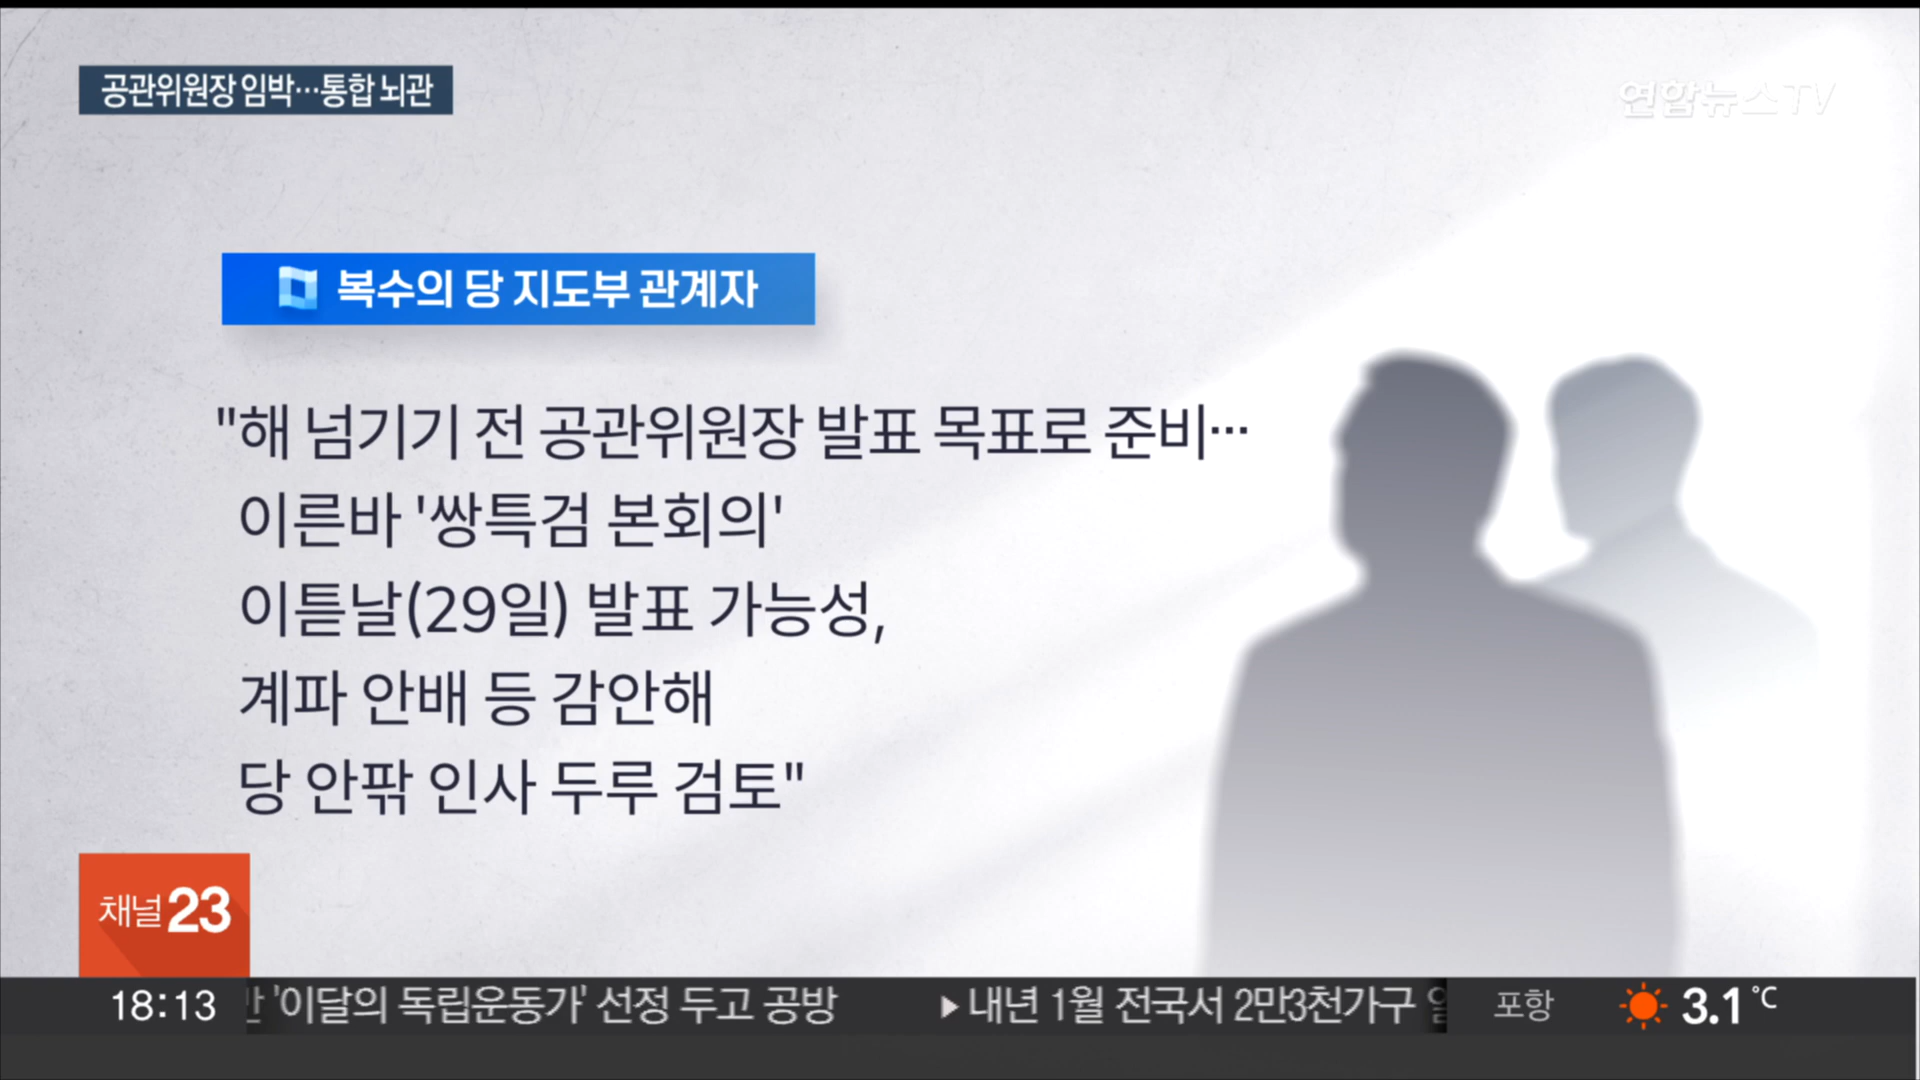 공관위원장 임박…통합 뇌관
연합뉴스TV
복수의 당 지도부 관계자
"해 넘기기 전 공관위원장 발표 목표로 준비…
이른바 '쌍특검 본회의'
이튿날(29일) 발표 가능성,
계파 안배 등 감안해
당 안팎 인사 두루 검토"
채널23
18:13 '이달의 독립운동가' 선정 두고 공방 ▶내년 1월 전국서 2만3천가구 포항 3.1℃